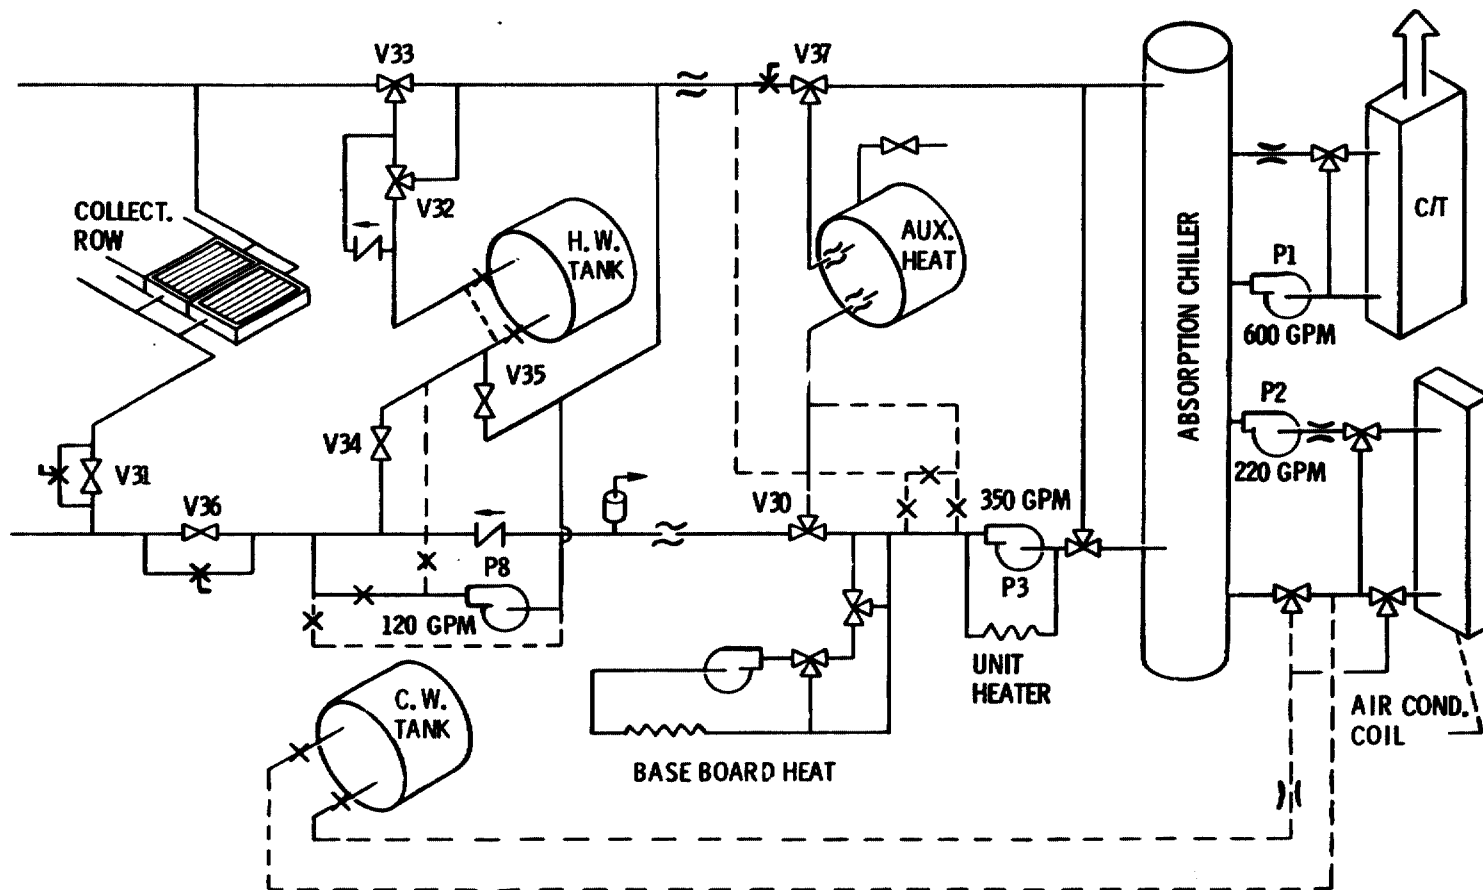 V33
V37
COLLECT.
ROW
V32
H.W.
TANK
AUX.
HEAT
ABSORPTION CHILLER
C/T
P1
600 GPM
V35
V34
P2
220 GPM
V31
V36
V30
350 GPM
P3
P8
120 GPM
UNIT
HEATER
C.W.
TANK
BASE BOARD HEAT
AIR COND.
COIL